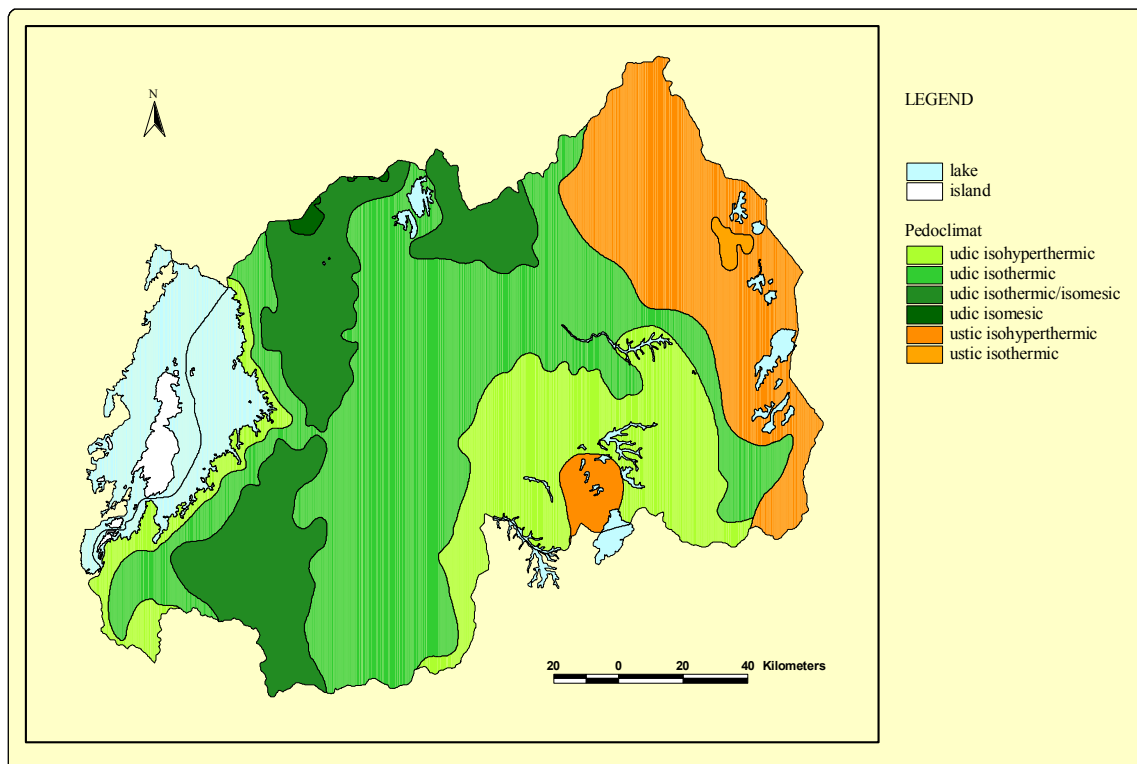 N
LEGEND
lake
island
Pedoclimat
udic isohyperthermic
udic isothermic
udic isothermic/isomesic
udic isomesic
ustic isohyperthermic
ustic isothermic
20 0 20 40 Kilometers